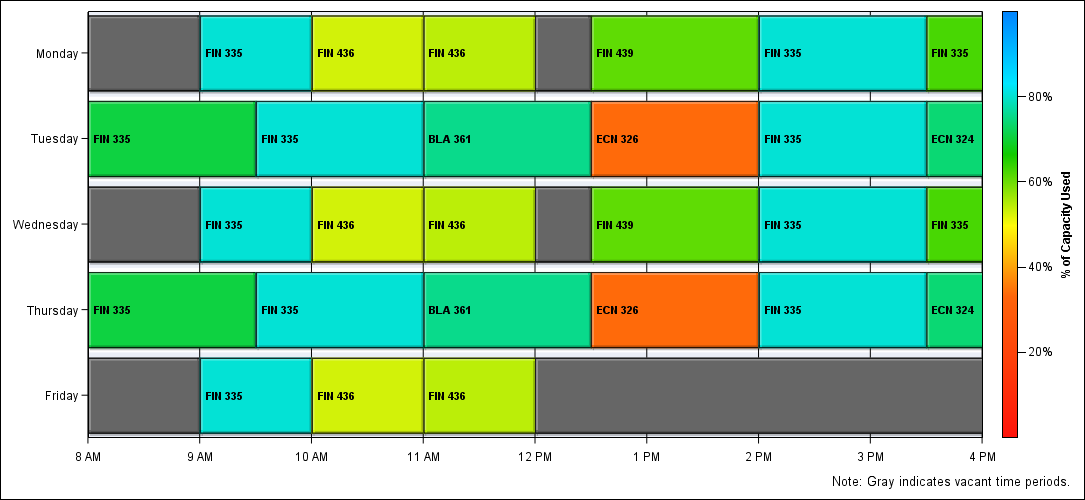 Monday FIN 335 FIN 436 FIN 436 FIN 439 FIN 335 FIN 335
Tuesday FIN 335 FIN 335 BLA 361 ECN 326 FIN 335 ECN 324
Wednesday FIN 335 FIN 436 FIN 436 FIN 439 FIN 335 FIN 335
Thursday FIN 335 FIN 335 BLA 361 ECN 326 FIN 335 ECN 324
Friday FIN 335 FIN 436 FIN 436
8 AM 9 AM 10 AM 11 AM 12 PM 1 PM 2 PM 3 PM 4 PM
80%
60%
40%
20%
% of Capacity Used
Note: Gray indicates vacant time periods.